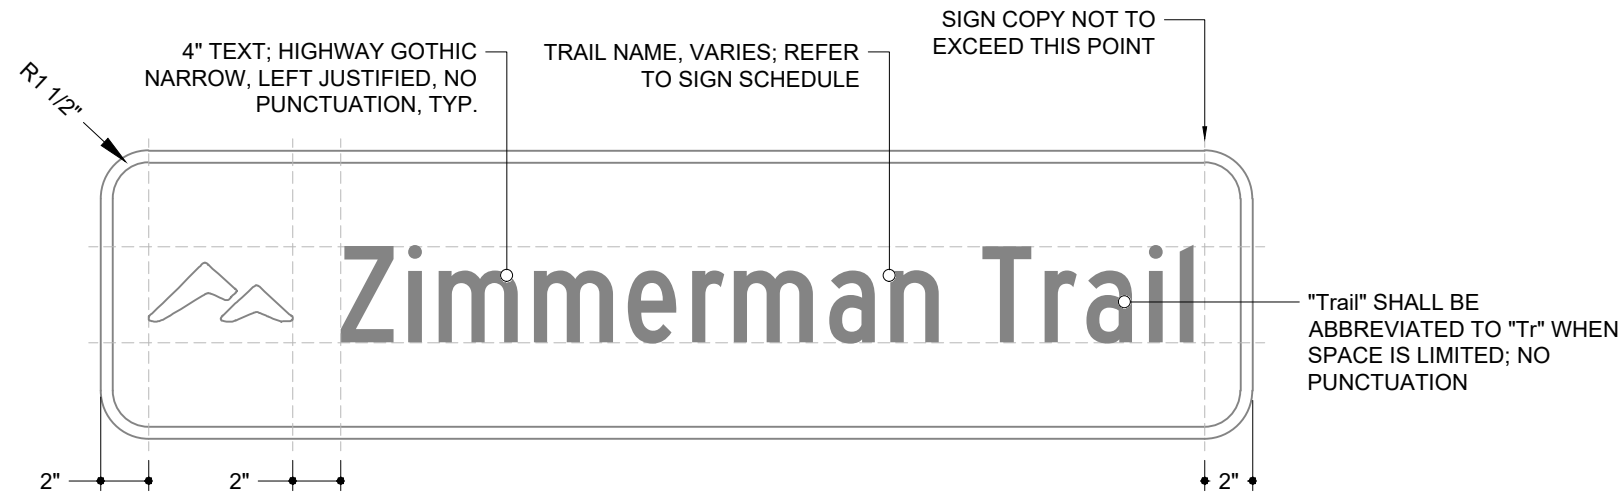 SIGN COPY NOT TO
EXCEED THIS POINT
4" TEXT; HIGHWAY GOTHIC
NARROW, LEFT JUSTIFIED, NO
PUNCTUATION, TYP.
TRAIL NAME, VARIES; REFER
TO SIGN SCHEDULE
R1 1/2"
Zimmerman Trail
"Trail" SHALL BE
ABBREVIATED TO "Tr" WHEN
SPACE IS LIMITED; NO
PUNCTUATION
2"
2"
2"